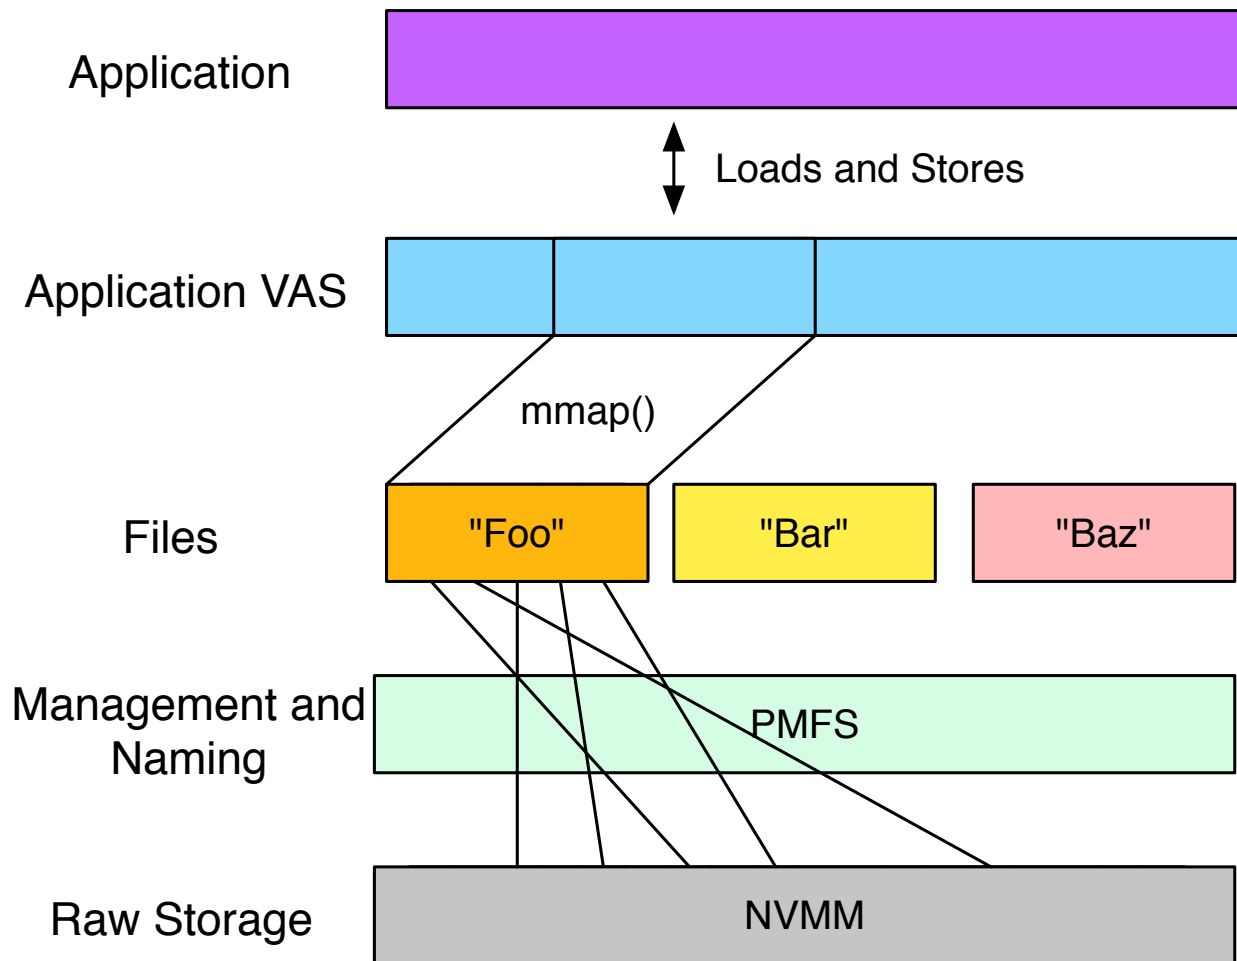 Application
Loads and Stores
Application VAS
mmap()
Files
"Foo"
"Bar"
"Baz"
Management and
Naming
PMFS
Raw Storage
NVMM